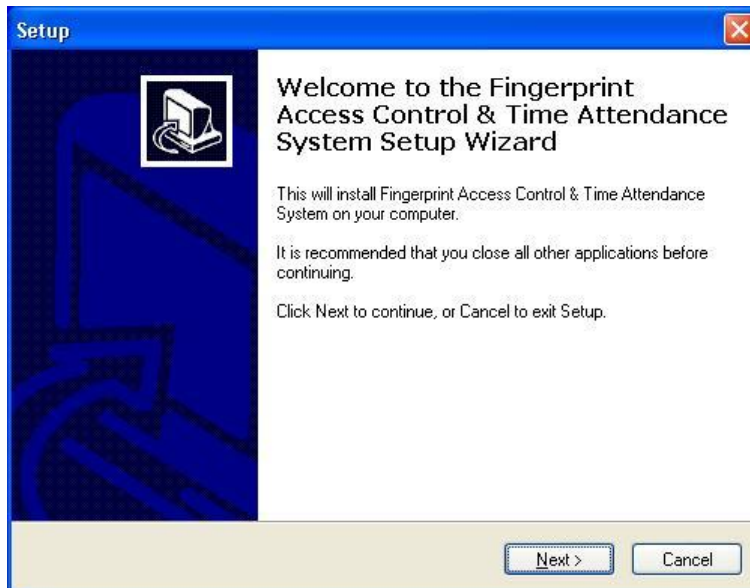 Setup
Welcome to the Fingerprint
Access Control & Time Attendance
System Setup Wizard
This will install Fingerprint Access Control & Time Attendance
System on your computer.
It is recommended that you close all other applications before
continuing.
Click Next to continue, or Cancel to exit Setup.
Next >
Cancel